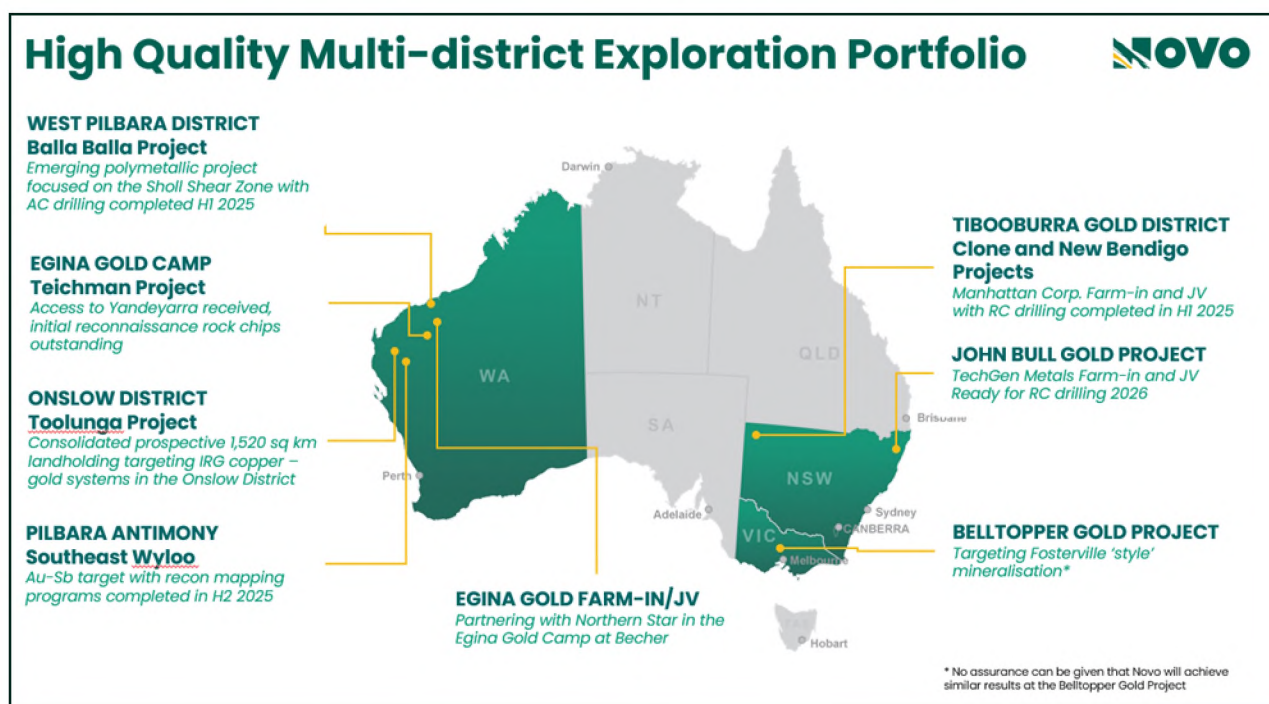 High Quality Multi-district Exploration Portfolio
NOVO
WEST PILBARA DISTRICT
Balla Balla Project
Emerging polymetallic project
focused on the Sholl Shear Zone with
AC drilling completed H1 2025
EGINA GOLD CAMP
Teichman Project
Access to Yandeyarra received,
initial reconnaissance rock chips
outstanding
ONSLOW DISTRICT
Toolunga Project
Consolidated prospective 1,520 sq km
landholding targeting IRG copper –
gold systems in the Onslow District
PILBARA ANTIMONY
Southeast Wyloo
Au-Sb target with recon mapping
programs completed in H2 2025
EGINA GOLD FARM-IN/JV
Partnering with Northern Star in the
Egina Gold Camp at Becher
Darwin
NT
QLD
WA
SA
Brisbane
Perth
NSW
Adelaide
Sydney
CANBERRA
VIC
Melbourne
TAS
Hobart
TIBOOBURRA GOLD DISTRICT
Clone and New Bendigo
Projects
Manhattan Corp. Farm-in and JV
with RC drilling completed in H1 2025
JOHN BULL GOLD PROJECT
TechGen Metals Farm-in and JV
Ready for RC drilling 2026
BELLTOPPER GOLD PROJECT
Targeting Fosterville ‘style’
mineralisation*
* No assurance can be given that Novo will achieve
similar results at the Belltopper Gold Project